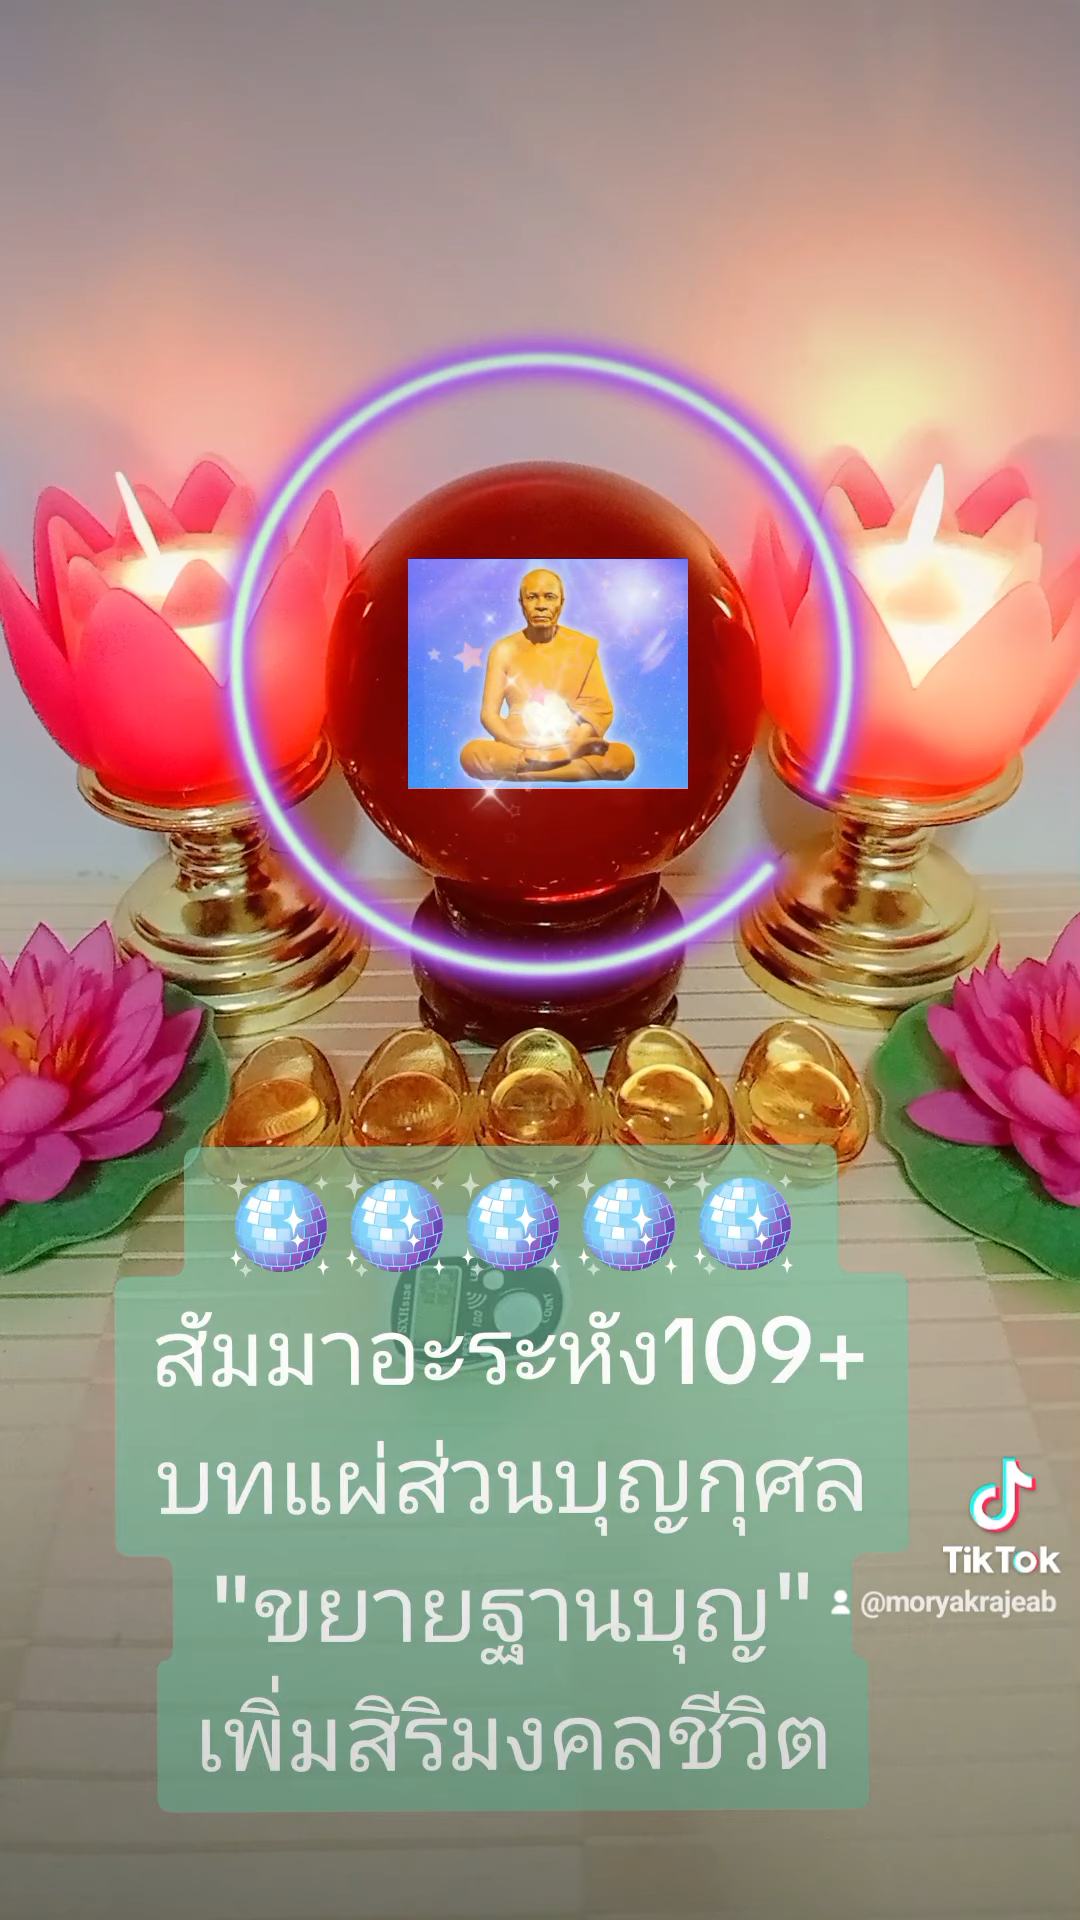 🪩🪩🪩🪩🪩
สัมมาอะระหัง109+
บทแผ่ส่วนบุญกุศล
"ขยายฐานบุญ"
เพิ่มสิริมงคลชีวิต
TikTok
@moryakrajeab
COUNT